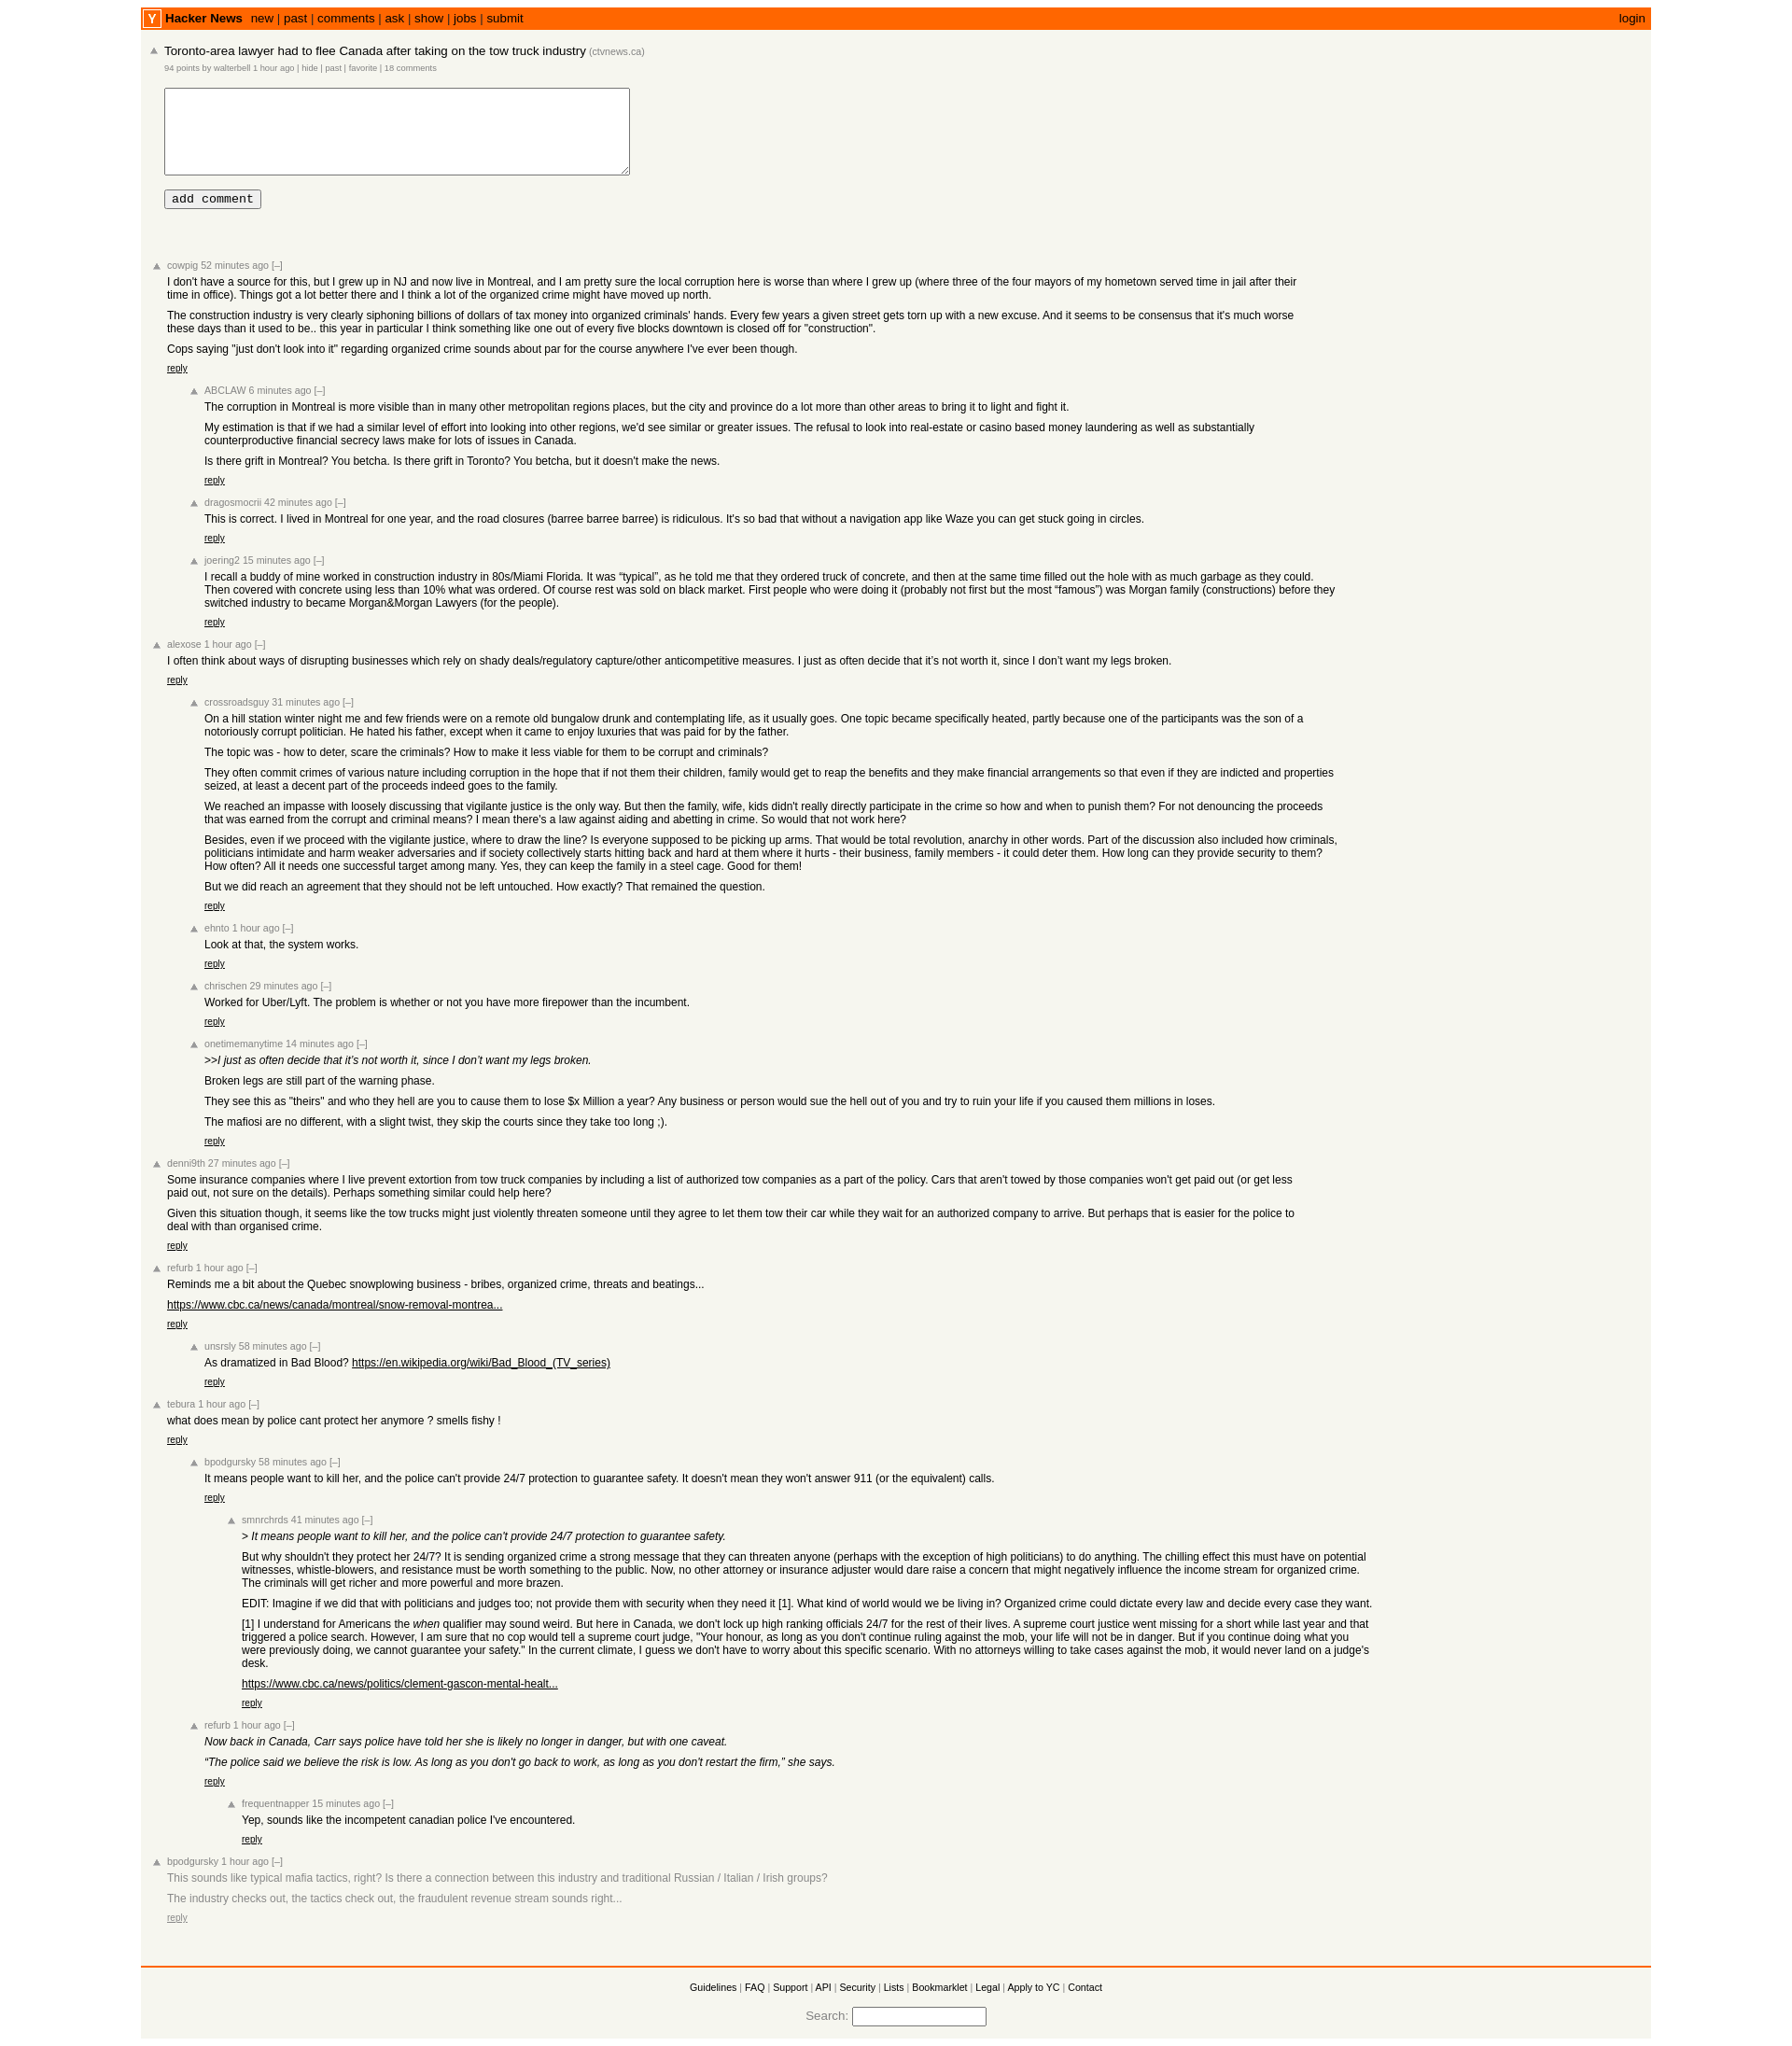 Y Hacker News new | past | comments | ask | show | jobs | submit login
Toronto-area lawyer had to flee Canada after taking on the tow truck industry (ctvnews.ca)
94 points by walterbell 1 hour ago | hide | past | favorite | 18 comments
add comment
cowpig 52 minutes ago [–]
I don't have a source for this, but I grew up in NJ and now live in Montreal, and I am pretty sure the local corruption here is worse than where I grew up (where three of the four mayors of my hometown served time in jail after their
time in office). Things got a lot better there and I think a lot of the organized crime might have moved up north.
The construction industry is very clearly siphoning billions of dollars of tax money into organized criminals' hands. Every few years a given street gets torn up with a new excuse. And it seems to be consensus that it's much worse
these days than it used to be.. this year in particular I think something like one out of every five blocks downtown is closed off for "construction".
Cops saying "just don't look into it" regarding organized crime sounds about par for the course anywhere I've ever been though.
reply
ABCLAW 6 minutes ago [–]
The corruption in Montreal is more visible than in many other metropolitan regions places, but the city and province do a lot more than other areas to bring it to light and fight it.
My estimation is that if we had a similar level of effort into looking into other regions, we'd see similar or greater issues. The refusal to look into real-estate or casino based money laundering as well as substantially
counterproductive financial secrecy laws make for lots of issues in Canada.
Is there grift in Montreal? You betcha. Is there grift in Toronto? You betcha, but it doesn't make the news.
reply
dragosmocrii 42 minutes ago [–]
This is correct. I lived in Montreal for one year, and the road closures (barree barree barree) is ridiculous. It's so bad that without a navigation app like Waze you can get stuck going in circles.
reply
joering2 15 minutes ago [–]
I recall a buddy of mine worked in construction industry in 80s/Miami Florida. It was “typical”, as he told me that they ordered truck of concrete, and then at the same time filled out the hole with as much garbage as they could.
Then covered with concrete using less than 10% what was ordered. Of course rest was sold on black market. First people who were doing it (probably not first but the most “famous”) was Morgan family (constructions) before they
switched industry to became Morgan&Morgan Lawyers (for the people).
reply
alexose 1 hour ago [–]
I often think about ways of disrupting businesses which rely on shady deals/regulatory capture/other anticompetitive measures. I just as often decide that it’s not worth it, since I don’t want my legs broken.
reply
crossroadsguy 31 minutes ago [–]
On a hill station winter night me and few friends were on a remote old bungalow drunk and contemplating life, as it usually goes. One topic became specifically heated, partly because one of the participants was the son of a
notoriously corrupt politician. He hated his father, except when it came to enjoy luxuries that was paid for by the father.
The topic was - how to deter, scare the criminals? How to make it less viable for them to be corrupt and criminals?
They often commit crimes of various nature including corruption in the hope that if not them their children, family would get to reap the benefits and they make financial arrangements so that even if they are indicted and properties
seized, at least a decent part of the proceeds indeed goes to the family.
We reached an impasse with loosely discussing that vigilante justice is the only way. But then the family, wife, kids didn't really directly participate in the crime so how and when to punish them? For not denouncing the proceeds
that was earned from the corrupt and criminal means? I mean there's a law against aiding and abetting in crime. So would that not work here?
Besides, even if we proceed with the vigilante justice, where to draw the line? Is everyone supposed to be picking up arms. That would be total revolution, anarchy in other words. Part of the discussion also included how criminals,
politicians intimidate and harm weaker adversaries and if society collectively starts hitting back and hard at them where it hurts - their business, family members - it could deter them. How long can they provide security to them?
How often? All it needs one successful target among many. Yes, they can keep the family in a steel cage. Good for them!
But we did reach an agreement that they should not be left untouched. How exactly? That remained the question.
reply
ehnto 1 hour ago [–]
Look at that, the system works.
reply
chrischen 29 minutes ago [–]
Worked for Uber/Lyft. The problem is whether or not you have more firepower than the incumbent.
reply
onetimemanytime 14 minutes ago [–]
>>I just as often decide that it’s not worth it, since I don’t want my legs broken.
Broken legs are still part of the warning phase.
They see this as "theirs" and who they hell are you to cause them to lose $x Million a year? Any business or person would sue the hell out of you and try to ruin your life if you caused them millions in loses.
The mafiosi are no different, with a slight twist, they skip the courts since they take too long ;).
reply
denni9th 27 minutes ago [–]
Some insurance companies where I live prevent extortion from tow truck companies by including a list of authorized tow companies as a part of the policy. Cars that aren't towed by those companies won't get paid out (or get less
paid out, not sure on the details). Perhaps something similar could help here?
Given this situation though, it seems like the tow trucks might just violently threaten someone until they agree to let them tow their car while they wait for an authorized company to arrive. But perhaps that is easier for the police to
deal with than organised crime.
reply
refurb 1 hour ago [–]
Reminds me a bit about the Quebec snowplowing business - bribes, organized crime, threats and beatings...
https://www.cbc.ca/news/canada/montreal/snow-removal-montrea...
reply
unsrsly 58 minutes ago [–]
As dramatized in Bad Blood? https://en.wikipedia.org/wiki/Bad_Blood_(TV_series)
reply
tebura 1 hour ago [–]
what does mean by police cant protect her anymore ? smells fishy !
reply
bpodgursky 58 minutes ago [–]
It means people want to kill her, and the police can't provide 24/7 protection to guarantee safety. It doesn't mean they won't answer 911 (or the equivalent) calls.
reply
smnrchrds 41 minutes ago [–]
> It means people want to kill her, and the police can't provide 24/7 protection to guarantee safety.
But why shouldn't they protect her 24/7? It is sending organized crime a strong message that they can threaten anyone (perhaps with the exception of high politicians) to do anything. The chilling effect this must have on potential
witnesses, whistle-blowers, and resistance must be worth something to the public. Now, no other attorney or insurance adjuster would dare raise a concern that might negatively influence the income stream for organized crime.
The criminals will get richer and more powerful and more brazen.
EDIT: Imagine if we did that with politicians and judges too; not provide them with security when they need it [1]. What kind of world would we be living in? Organized crime could dictate every law and decide every case they want.
[1] I understand for Americans the when qualifier may sound weird. But here in Canada, we don't lock up high ranking officials 24/7 for the rest of their lives. A supreme court justice went missing for a short while last year and that
triggered a police search. However, I am sure that no cop would tell a supreme court judge, "Your honour, as long as you don't continue ruling against the mob, your life will not be in danger. But if you continue doing what you
were previously doing, we cannot guarantee your safety." In the current climate, I guess we don't have to worry about this specific scenario. With no attorneys willing to take cases against the mob, it would never land on a judge's
desk.
https://www.cbc.ca/news/politics/clement-gascon-mental-healt...
reply
refurb 1 hour ago [–]
Now back in Canada, Carr says police have told her she is likely no longer in danger, but with one caveat.
“The police said we believe the risk is low. As long as you don't go back to work, as long as you don't restart the firm,” she says.
reply
frequentnapper 15 minutes ago [–]
Yep, sounds like the incompetent canadian police I've encountered.
reply
bpodgursky 1 hour ago [–]
This sounds like typical mafia tactics, right? Is there a connection between this industry and traditional Russian / Italian / Irish groups?
The industry checks out, the tactics check out, the fraudulent revenue stream sounds right...
reply
Guidelines | FAQ | Support | API | Security | Lists | Bookmarklet | Legal | Apply to YC | Contact
Search: